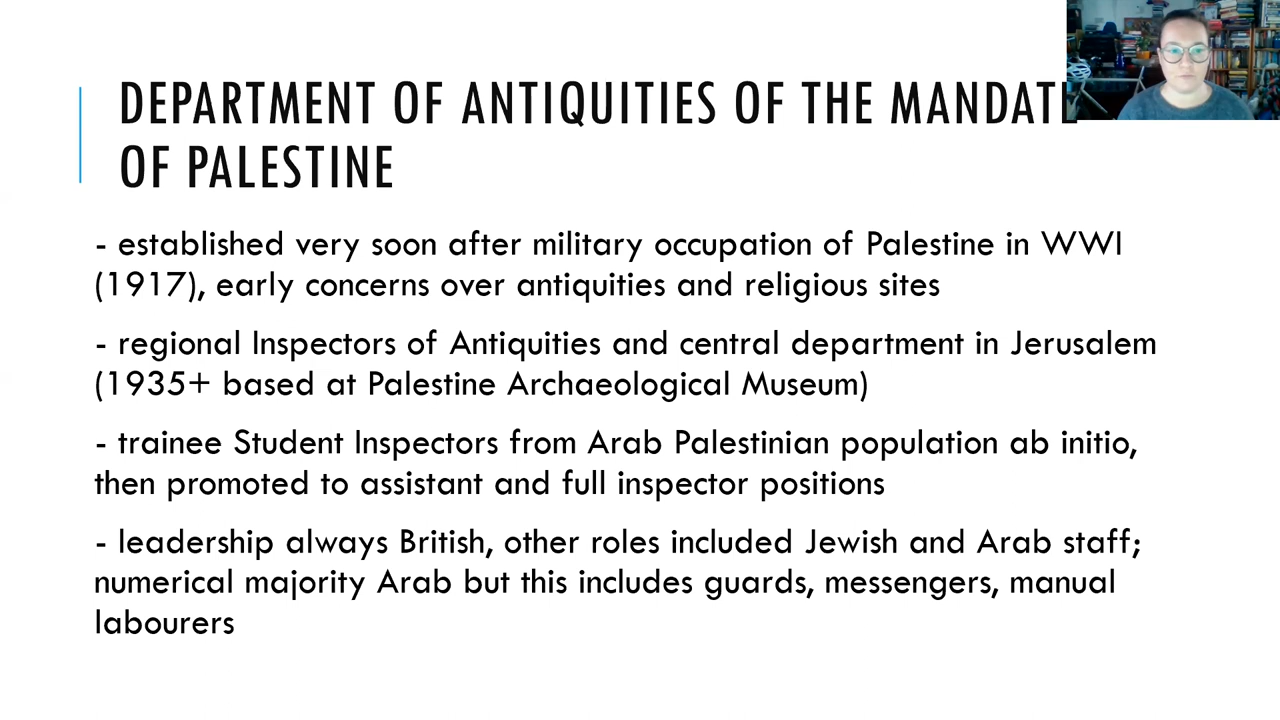 DEPARTMENT OF ANTIQUITIES OF THE MANDATE
OF PALESTINE
- established very soon after military occupation of Palestine in WWI
(1917), early concerns over antiquities and religious sites
- regional Inspectors of Antiquities and central department in Jerusalem
(1935+ based at Palestine Archaeological Museum)
- trainee Student Inspectors from Arab Palestinian population ab initio,
then promoted to assistant and full inspector positions
- leadership always British, other roles included Jewish and Arab staff;
numerical majority Arab but this includes guards, messengers, manual
labourers